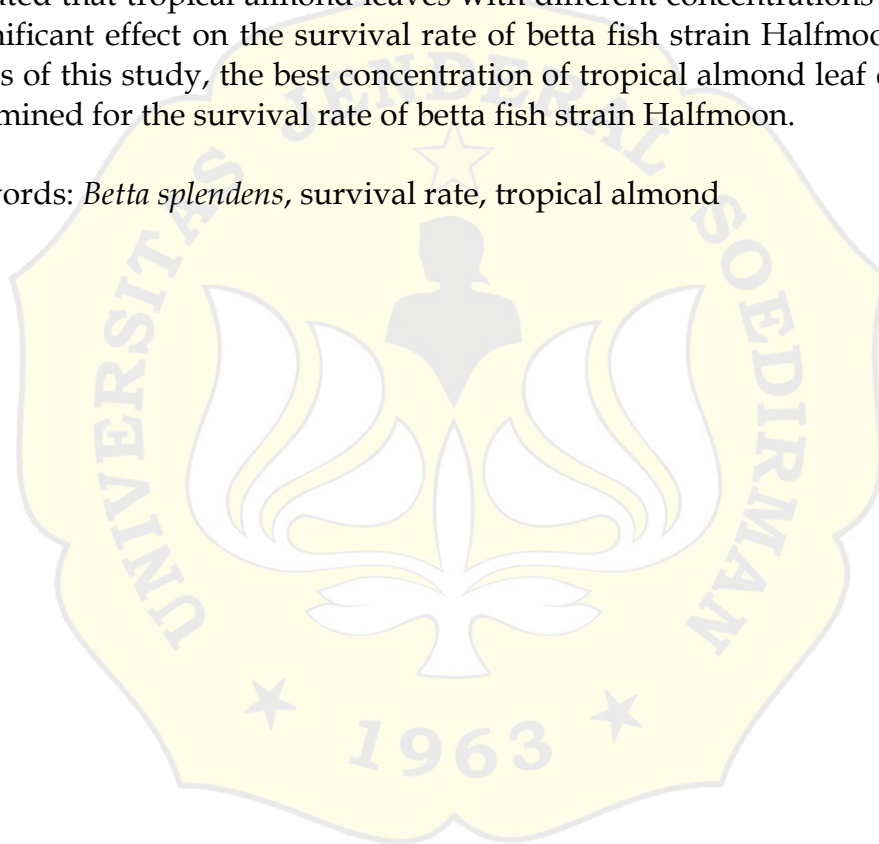 ated that tropical almond leaves with different concentrations
nificant effect on the survival rate of betta fish strain Halfmoo
s of this study, the best concentration of tropical almond leaf
mined for the survival rate of betta fish strain Halfmoon.
words: Betta splendens, survival rate, tropical almond
UNIVERSITAS JENDERAL SOEDIRMAN
1963